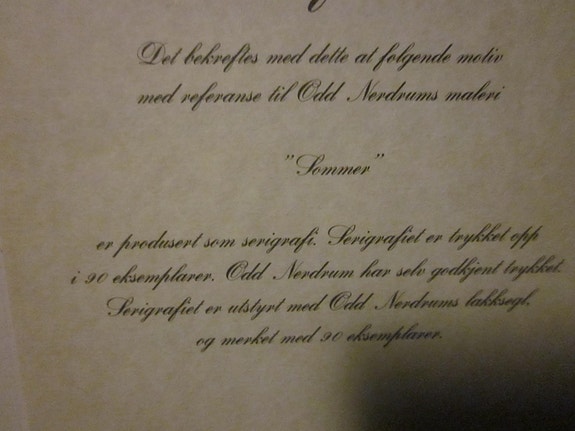 Det bekreftes med dette at følgende motiv
med referanse til Odd Nerdrums maleri
"Sommer"
er produsert som serigrafi. Serigrafiet er trykket opp
i 90 eksemplarer. Odd Nerdrum har selv godkjent trykket.
Serigrafiet er utstyrt med Odd Nerdrums lakksegl,
og merket med 90 eksemplarer.